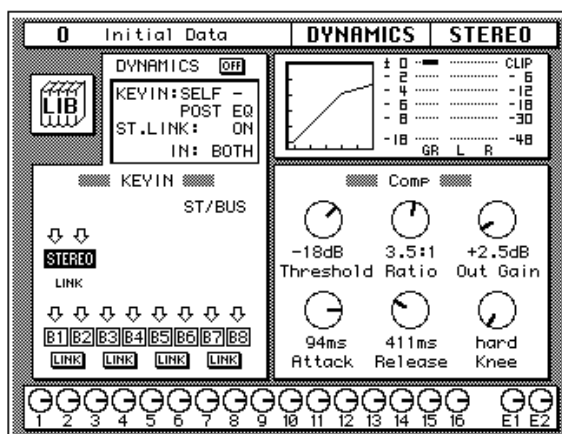 0 Initial Data DYNAMICS STEREO
DYNAMICS OFF
LIB
KEYIN:SELF -
POST EQ
ST.LINK: ON
IN: BOTH
± 0 CLIP
- 2 - 6
- 4 -12
- 6 -18
- 8 -30
-18 -48
GR L R
KEYIN
ST/BUS
STEREO
LINK
B1 B2 B3 B4 B5 B6 B7 B8
LINK LINK LINK LINK
Comp
-18dB 3.5:1 +2.5dB
Threshold Ratio Out Gain
94ms 411ms hard
Attack Release Knee
1 2 3 4 5 6 7 8 9 10 11 12 13 14 15 16 E1 E2